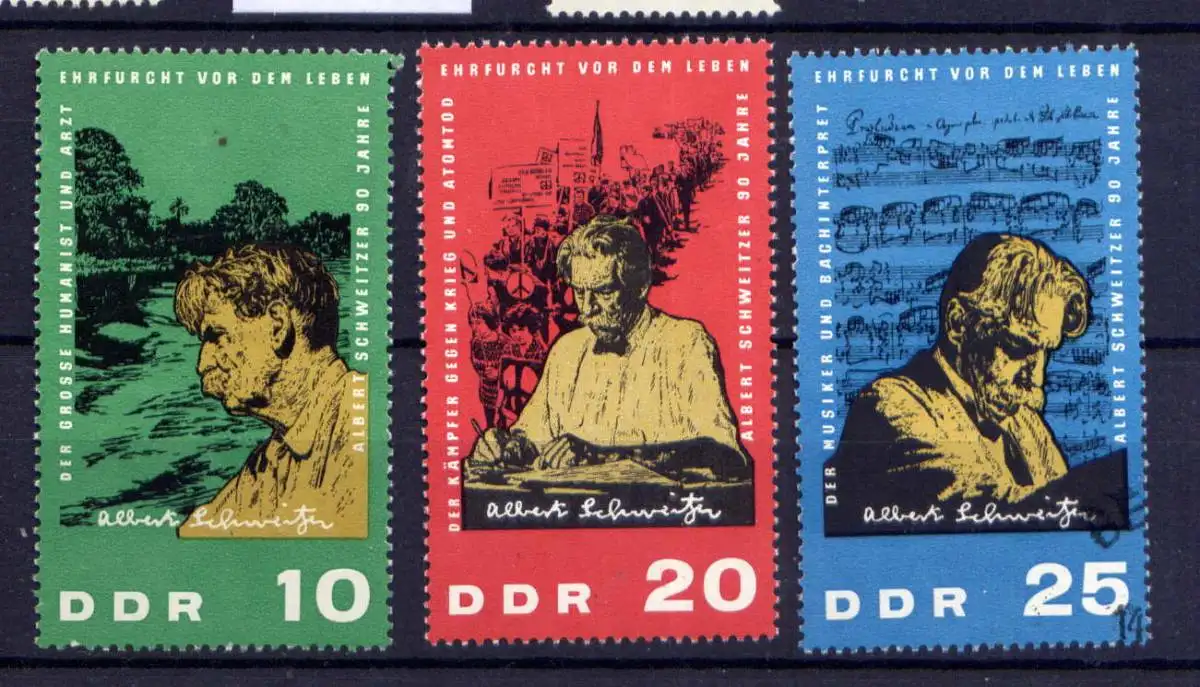 EHRFURCHT VOR DEM LEBEN
DER GROSSE HUMANIST UND ARZT
ALBERT SCHWEITZER 90 JAHRE
Albert Schweitzer
DDR 10
EHRFURCHT VOR DEM LEBEN
DER KÄMPFER GEGEN KRIEG UND ATOMTOD
ALBERT SCHWEITZER 90 JAHRE
Albert Schweitzer
DDR 20
EHRFURCHT VOR DEM LEBEN
DER MUSIKER UND BACHINTERPRET
ALBERT SCHWEITZER 90 JAHRE
Albert Schweitzer
DDR 25
14